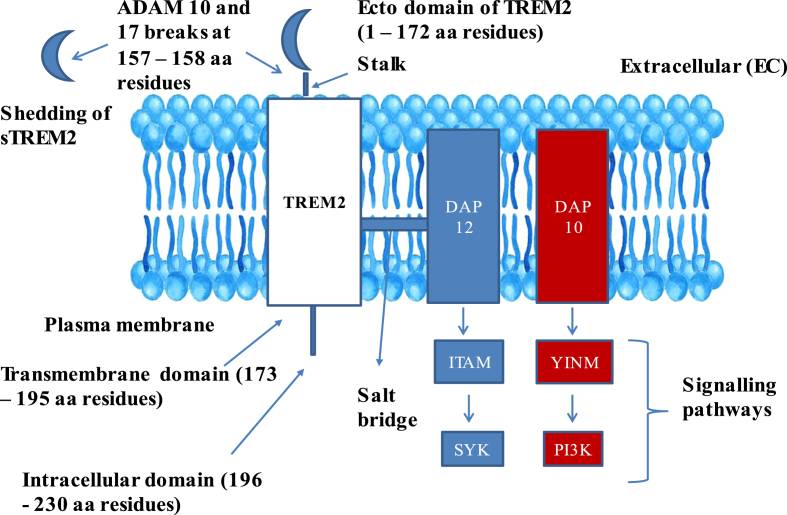 ADAM 10 and
17 breaks at
157 – 158 aa
residues
Ecto domain of TREM2
(1 – 172 aa residues)
Stalk
Extracellular (EC)
Shedding of
sTREM2
TREM2
DAP
12
DAP
10
Plasma membrane
Transmembrane domain (173
– 195 aa residues)
Salt
bridge
ITAM
YINM
SYK
PI3K
Signalling
pathways
Intracellular domain (196
- 230 aa residues)